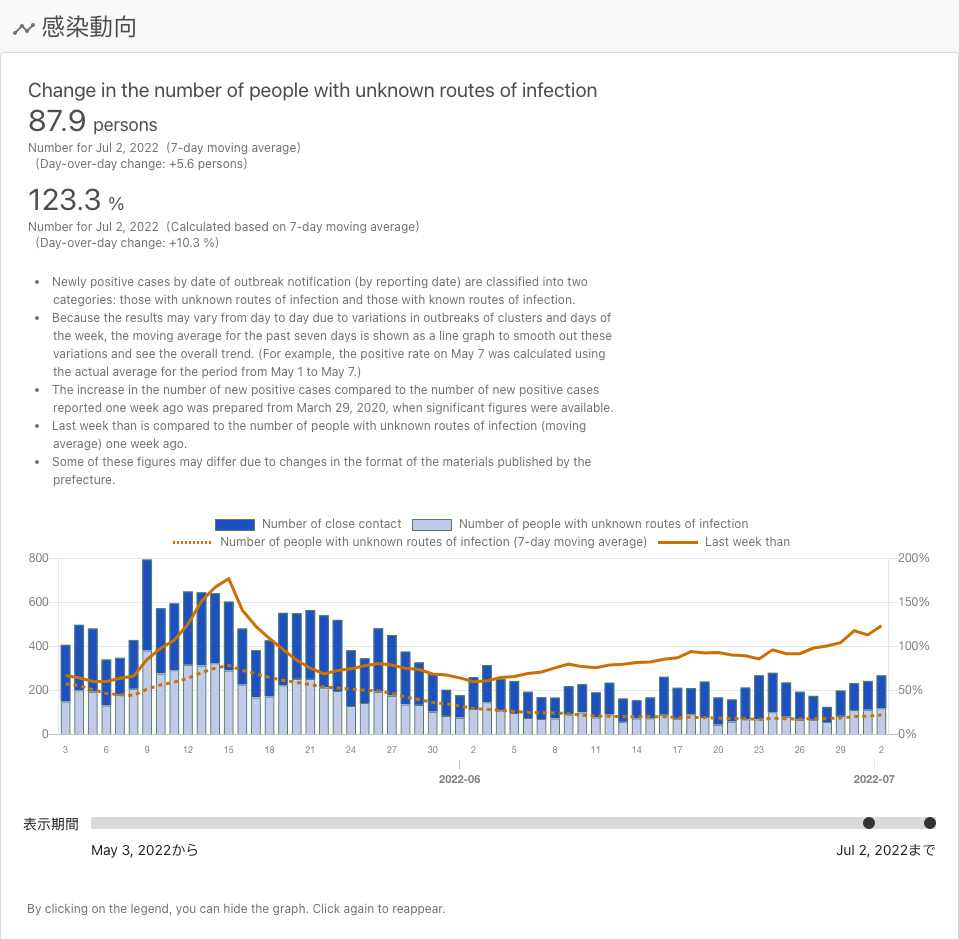 感染動向
Change in the number of people with unknown routes of infection
87.9 persons
Number for Jul 2, 2022 (7-day moving average)
(Day-over-day change: +5.6 persons)
123.3 %
Number for Jul 2, 2022 (Calculated based on 7-day moving average)
(Day-over-day change: +10.3 %)
• Newly positive cases by date of outbreak notification (by reporting date) are classified into two
categories: those with unknown routes of infection and those with known routes of infection.
• Because the results may vary from day to day due to variations in outbreaks of clusters and days of
the week, the moving average for the past seven days is shown as a line graph to smooth out these
variations and see the overall trend. (For example, the positive rate on May 7 was calculated using
the actual average for the period from May 1 to May 7.)
• The increase in the number of new positive cases compared to the number of new positive cases
reported one week ago was prepared from March 29, 2020, when significant figures were available.
• Last week than is compared to the number of people with unknown routes of infection (moving
average) one week ago.
• Some of these figures may differ due to changes in the format of the materials published by the
prefecture.
Number of close contact Number of people with unknown routes of infection
Number of people with unknown routes of infection (7-day moving average) Last week than
800 200%
600 150%
400 100%
200 50%
0 0%
3 6 9 12 15 18 21 24 27 30 2 5 8 11 14 17 20 23 26 29 2
2022-06 2022-07
表示期間
May 3, 2022から Jul 2, 2022まで
By clicking on the legend, you can hide the graph. Click again to reappear.